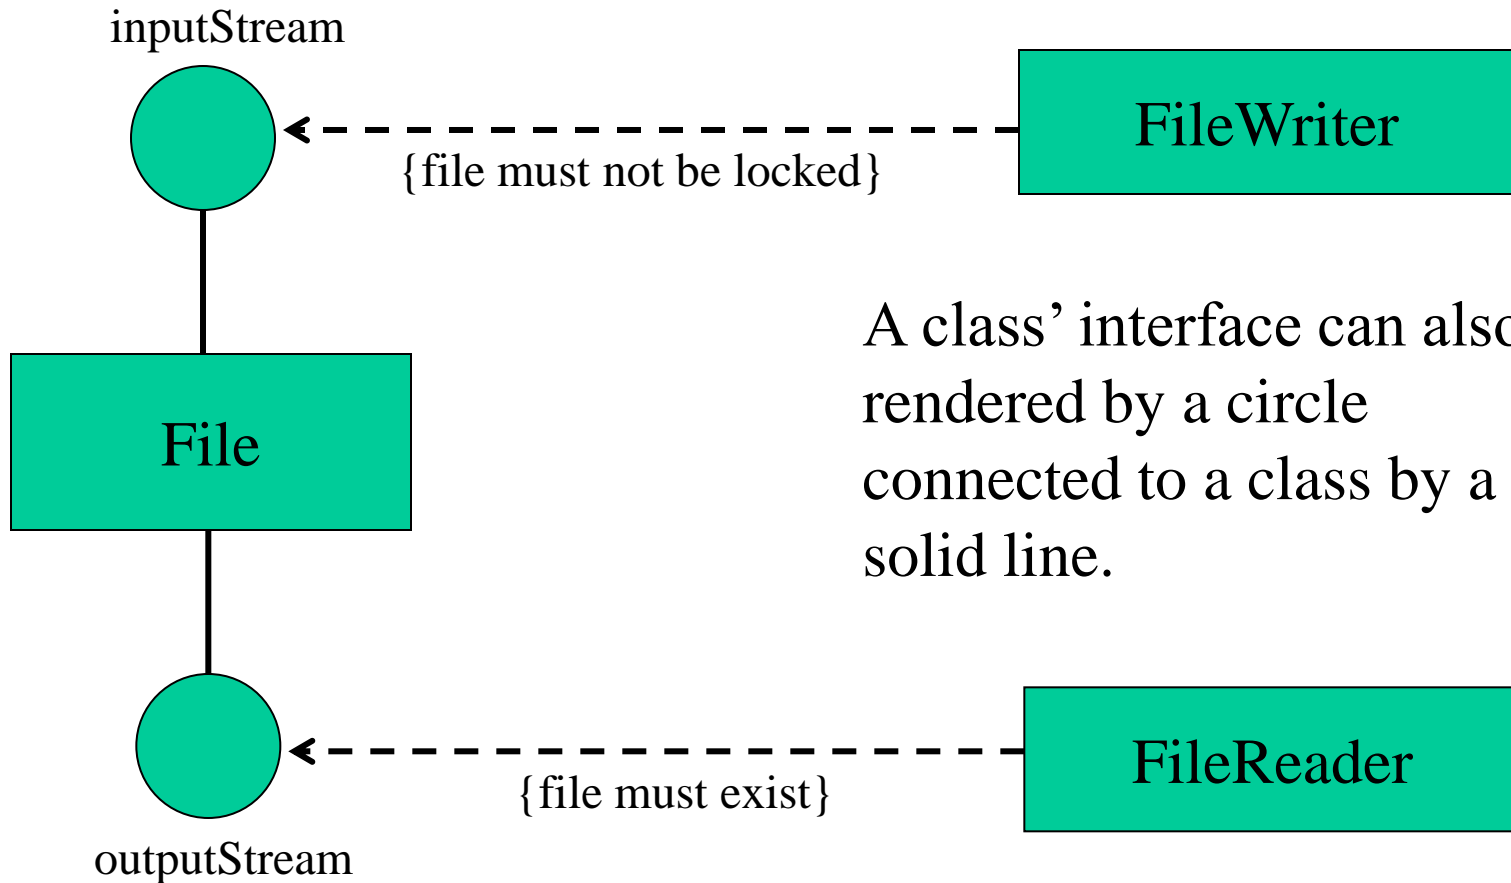 inputStream
FileWriter
{file must not be locked}
A class’ interface can also
rendered by a circle
connected to a class by a
solid line.
File
FileReader
{file must exist}
outputStream